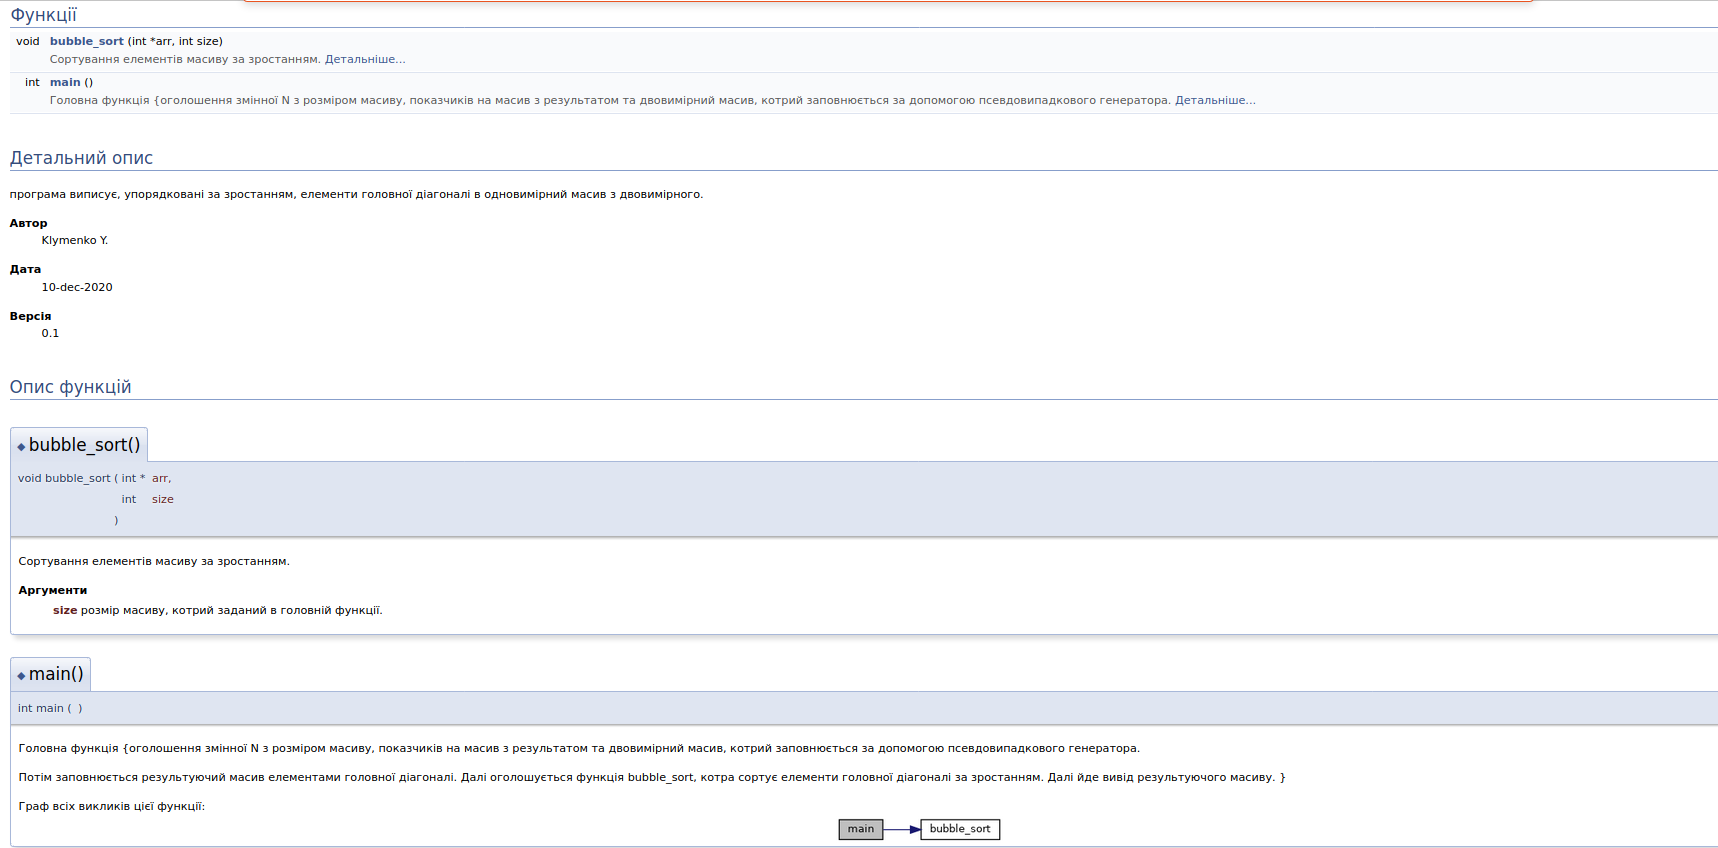 Функції
void bubble_sort (int *arr, int size)
Сортування елементів масиву за зростанням. Детальніше...
int main ()
Головна функція {оголошення змінної N з розміром масиву, показчиків на масив з результатом та двовимірний масив, котрий заповнюється за допомогою псевдовипадкового генератора. Детальніше...
Детальний опис
програма виписує, упорядковані за зростанням, елементи головної діагоналі в одновимірний масив з двовимірного.
Автор
Klymenko Y.
Дата
10-dec-2020
Версія
0.1
Опис функцій
◆ bubble_sort()
void bubble_sort ( int * arr,
int size
)
Сортування елементів масиву за зростанням.
Аргументи
size розмір масиву, котрий заданий в головній функції.
◆ main()
int main ( )
Головна функція {оголошення змінної N з розміром масиву, показчиків на масив з результатом та двовимірний масив, котрий заповнюється за допомогою псевдовипадкового генератора.
Потім заповнюється результуючий масив елементами головної діагоналі. Далі оголошується функція bubble_sort, котра сортує елементи головної діагоналі за зростанням. Далі йде вивід результуючого масиву. }
Граф всіх викликів цієї функції:
main bubble_sort